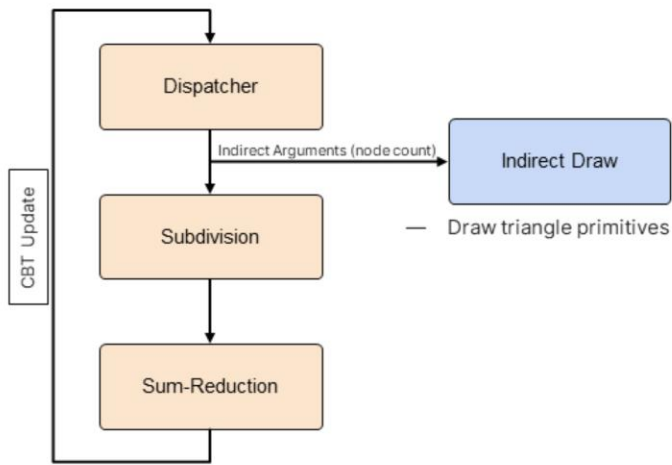 Dispatcher
Indirect Arguments (node count)
Indirect Draw
— Draw triangle primitives
Subdivision
CBT Update
Sum-Reduction